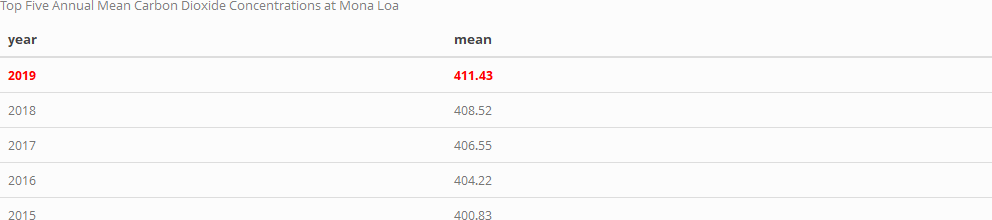 Top Five Annual Mean Carbon Dioxide Concentrations at Mona Loa
year mean
2019 411.43
2018 408.52
2017 406.55
2016 404.22
2015 400.83